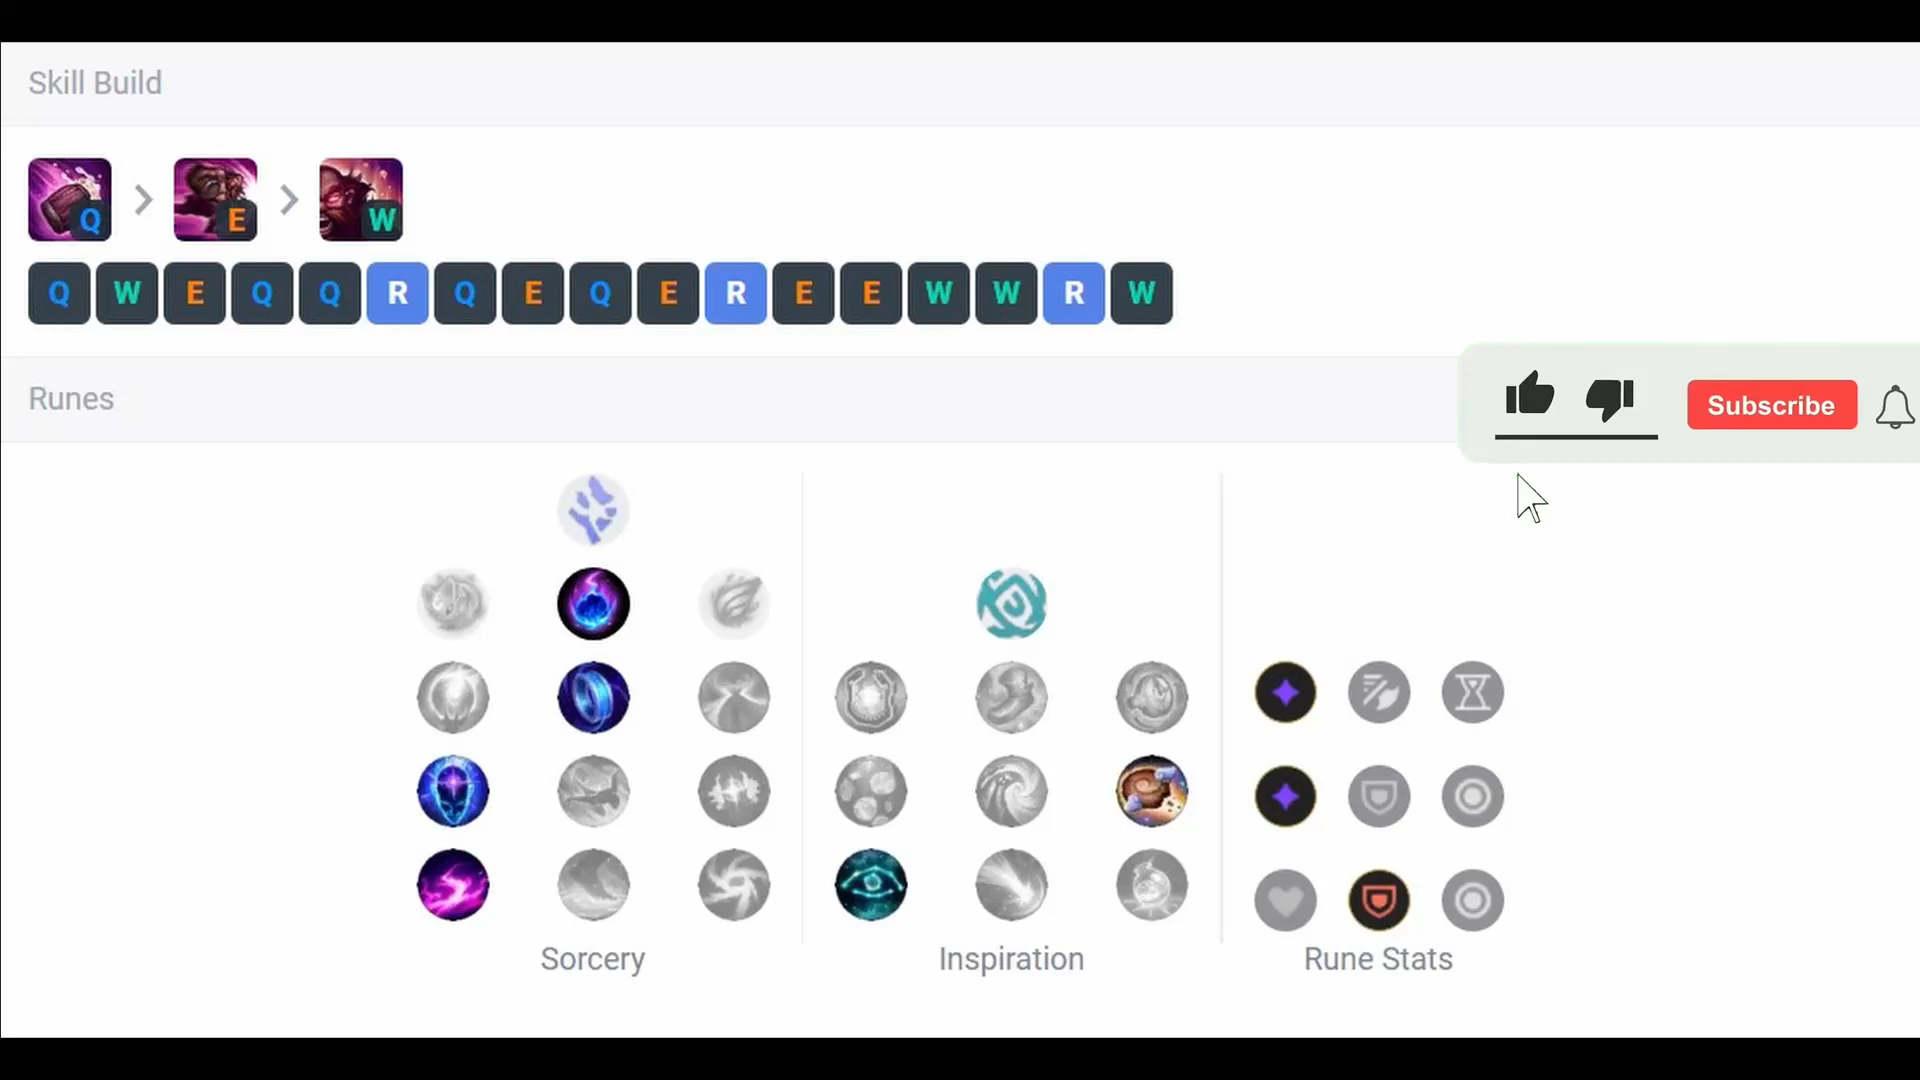 Skill Build
Q E W
Q W E Q Q R Q E Q E R E E W W R W
Runes
Subscribe
Sorcery
Inspiration
Rune Stats